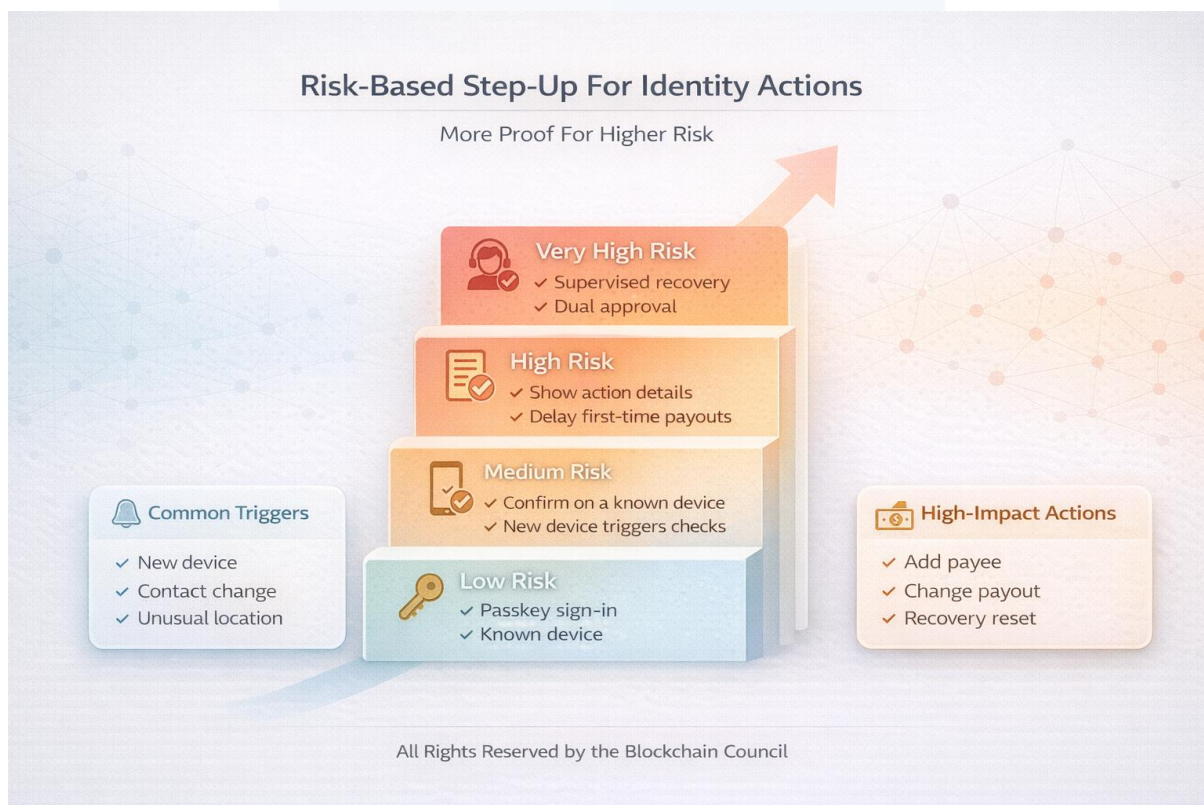 Risk-Based Step-Up For Identity Actions
More Proof For Higher Risk
Very High Risk
Supervised recovery
Dual approval
High Risk
Show action details
Delay first-time payouts
Medium Risk
Confirm on a known device
New device triggers checks
Low Risk
Passkey sign-in
Known device
Common Triggers
New device
Contact change
Unusual location
High-Impact Actions
Add payee
Change payout
Recovery reset
All Rights Reserved by the Blockchain Council